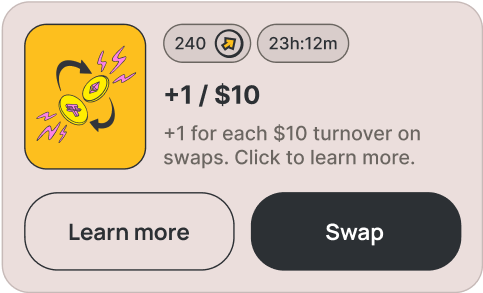 240
23h:12m
+1 / $10
+1 for each $10 turnover on
swaps. Click to learn more.
Learn more
Swap